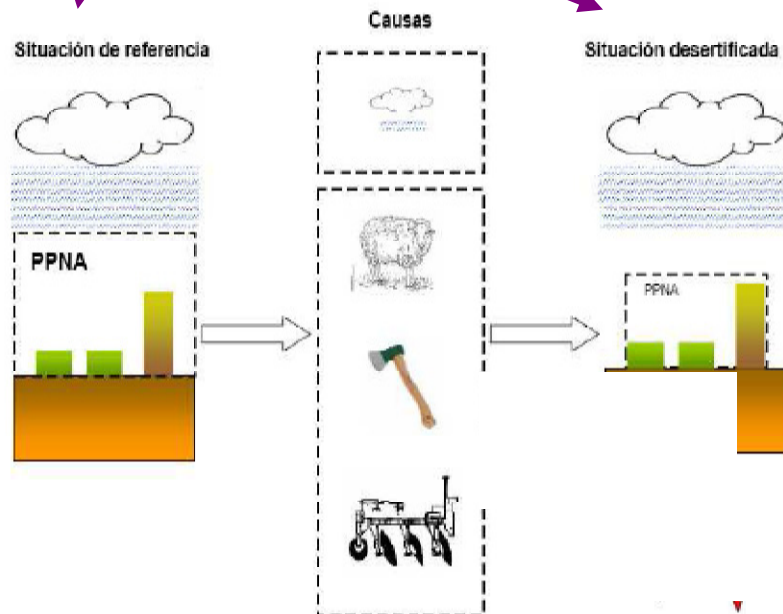 Causas
Situación de referencia
Situación desertificada
PPNA
PPNA